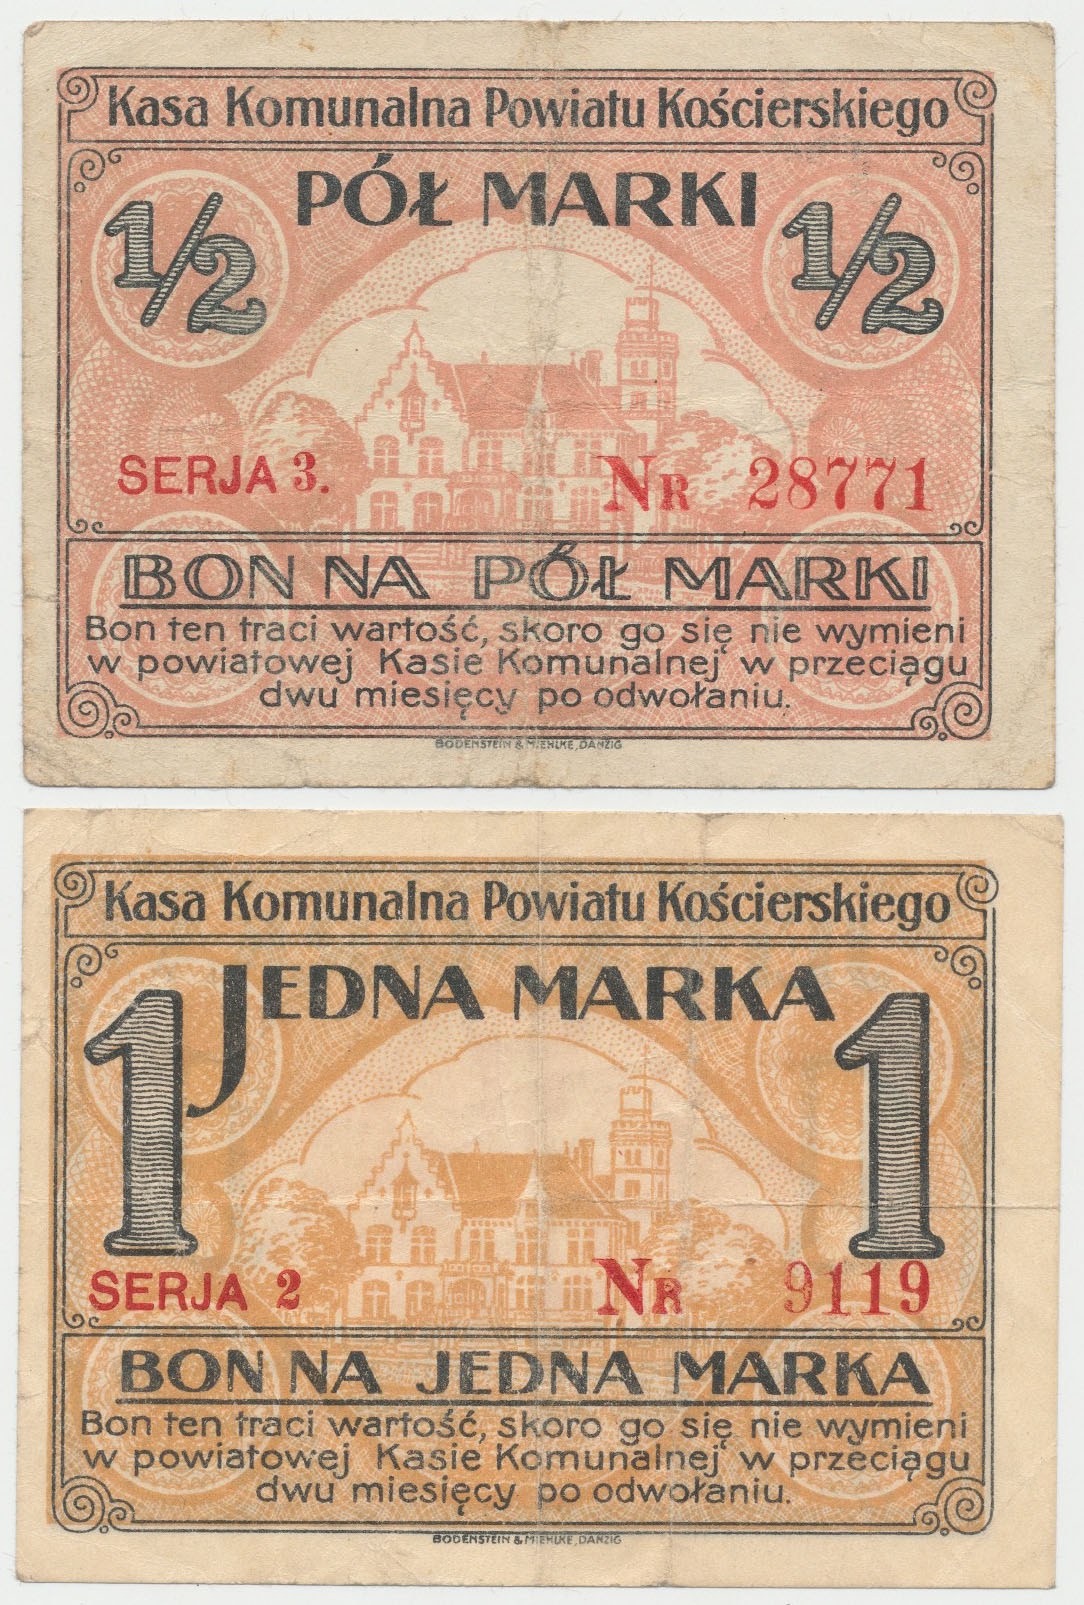 Kasa Komunalna Powiatu Kościerskiego
PÓŁ MARKI
1/2 1/2
SERJA 3. NR 28771
BON NA PÓŁ MARKI
Bon ten traci wartość, skoro go się nie wymieni
w powiatowej Kasie Komunalnej w przeciągu
dwu miesięcy po odwołaniu.
BODENSTEIN & MIEHLKE, DANZIG
Kasa Komunalna Powiatu Kościerskiego
JEDNA MARKA
1 1
SERJA 2 NR 9119
BON NA JEDNA MARKA
Bon ten traci wartość, skoro go się nie wymieni
w powiatowej Kasie Komunalnej w przeciągu
dwu miesięcy po odwołaniu.
BODENSTEIN & MIEHLKE, DANZIG